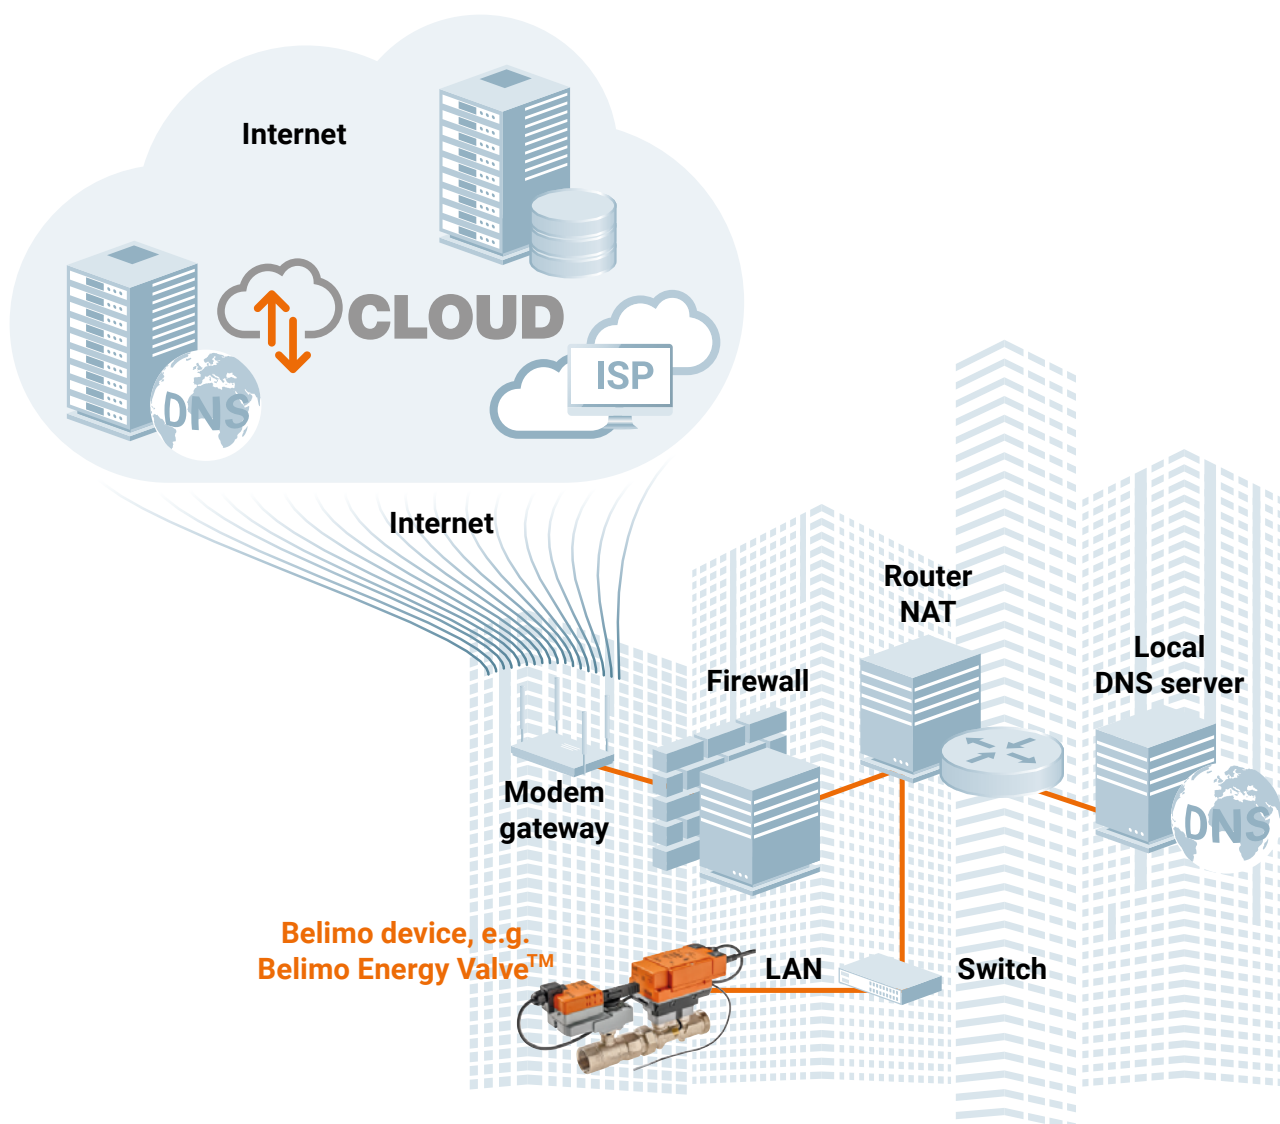 Internet
CLOUD
ISP
DNS
Internet
Router
NAT
Local
DNS server
Firewall
Modem
gateway
DNS
Belimo device, e.g.
Belimo Energy Valve™
LAN
Switch